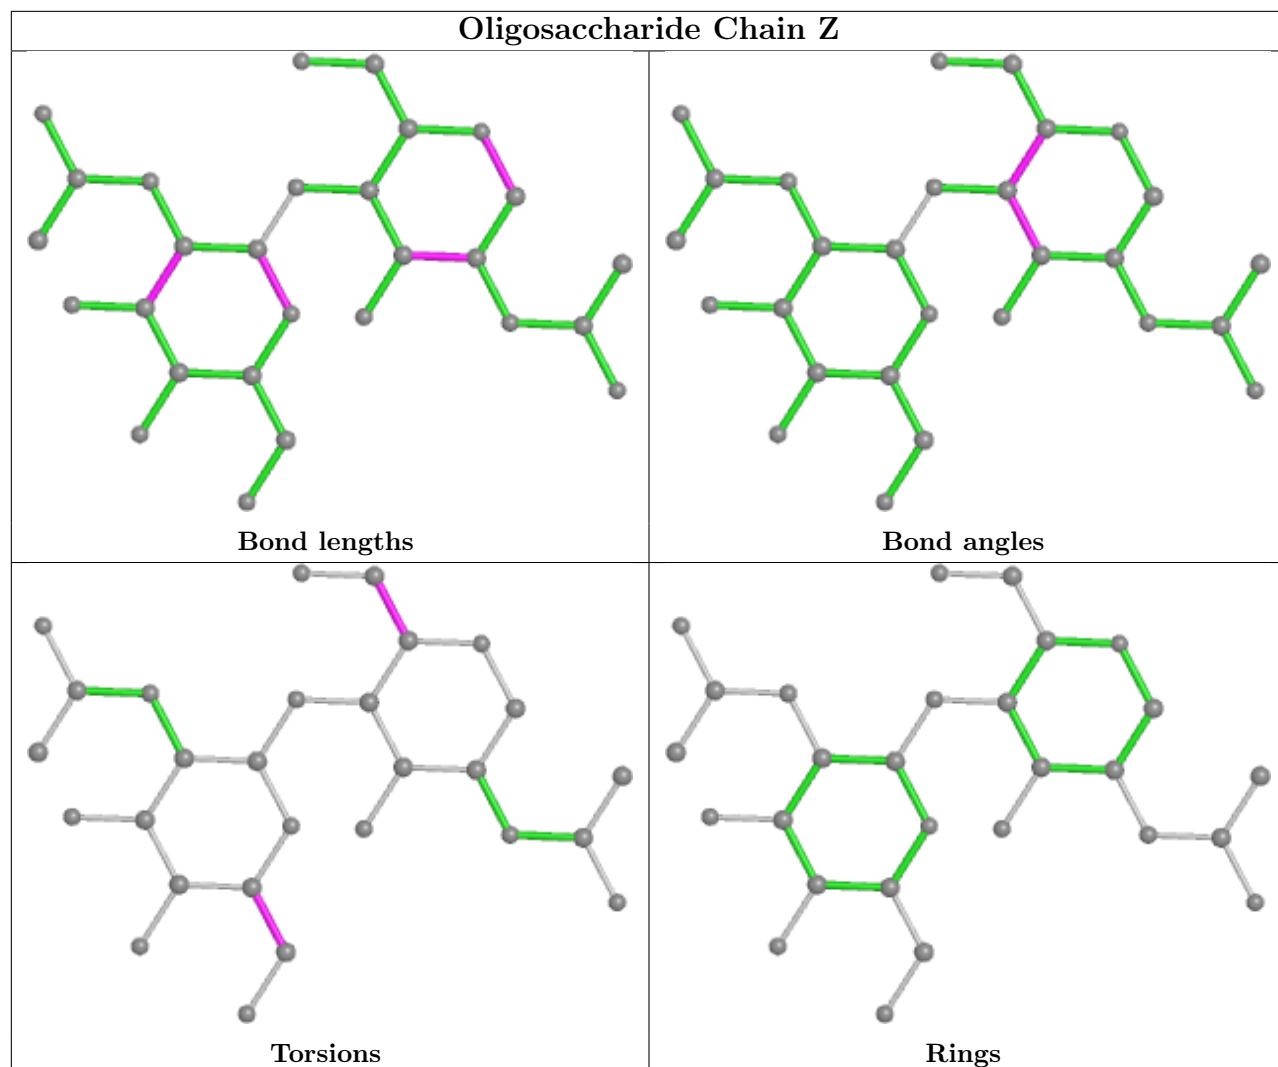 Oligosaccharide Chain Z
Bond lengths
Bond angles
Torsions
Rings